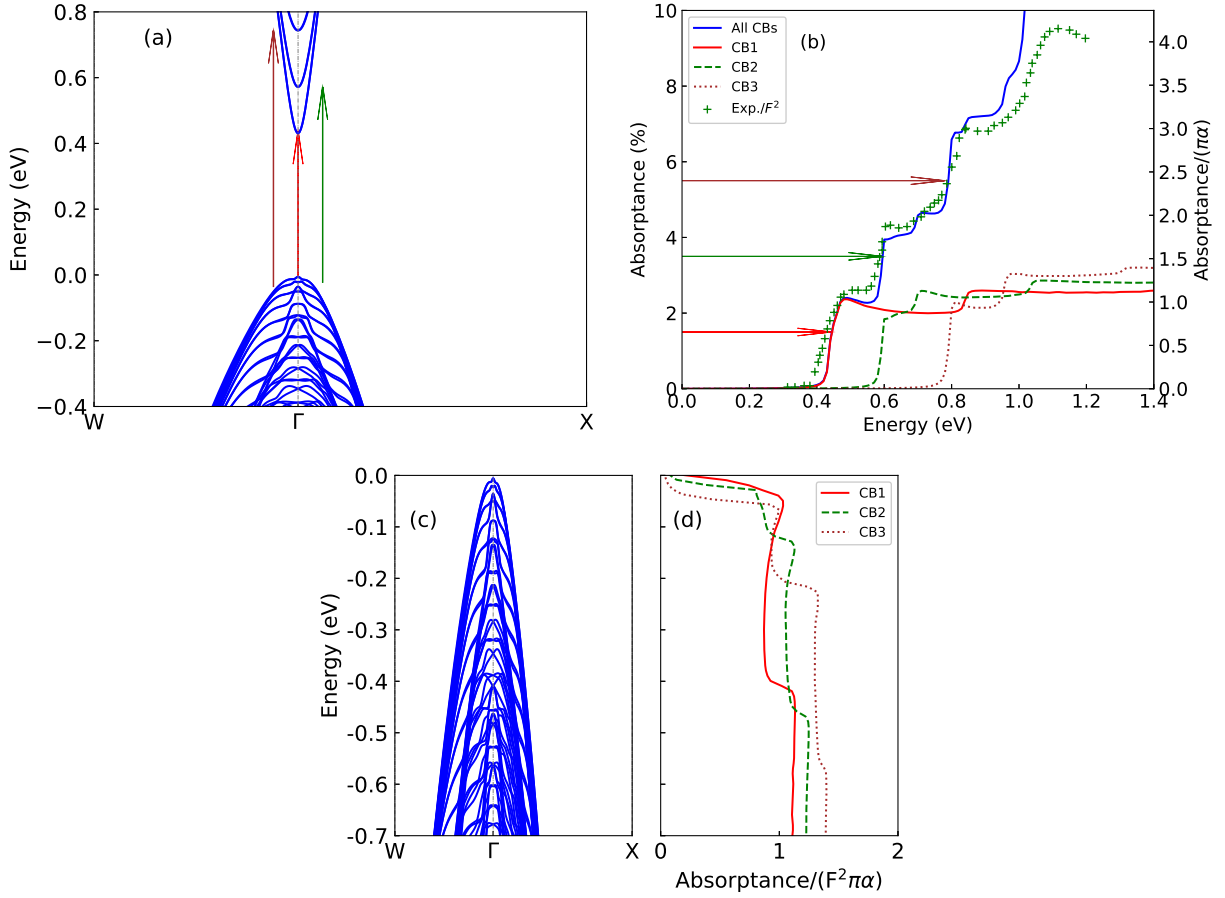 (a)
Energy (eV)
0.8
0.6
0.4
0.2
0.0
−0.2
−0.4
W
Γ
X
(b)
All CBs
CB1
CB2
CB3
Exp./F²
Absorptance (%)
10
8
6
4
2
0
0.0
0.2
0.4
0.6
0.8
1.0
1.2
1.4
Energy (eV)
4.0
3.5
3.0
2.5
2.0
1.5
1.0
0.5
0.0
Absorptance/(πα)
(c)
Energy (eV)
0.0
-0.1
-0.2
-0.3
-0.4
-0.5
-0.6
-0.7
W
Γ
X
(d)
CB1
CB2
CB3
0
1
2
Absorptance/(F²πα)